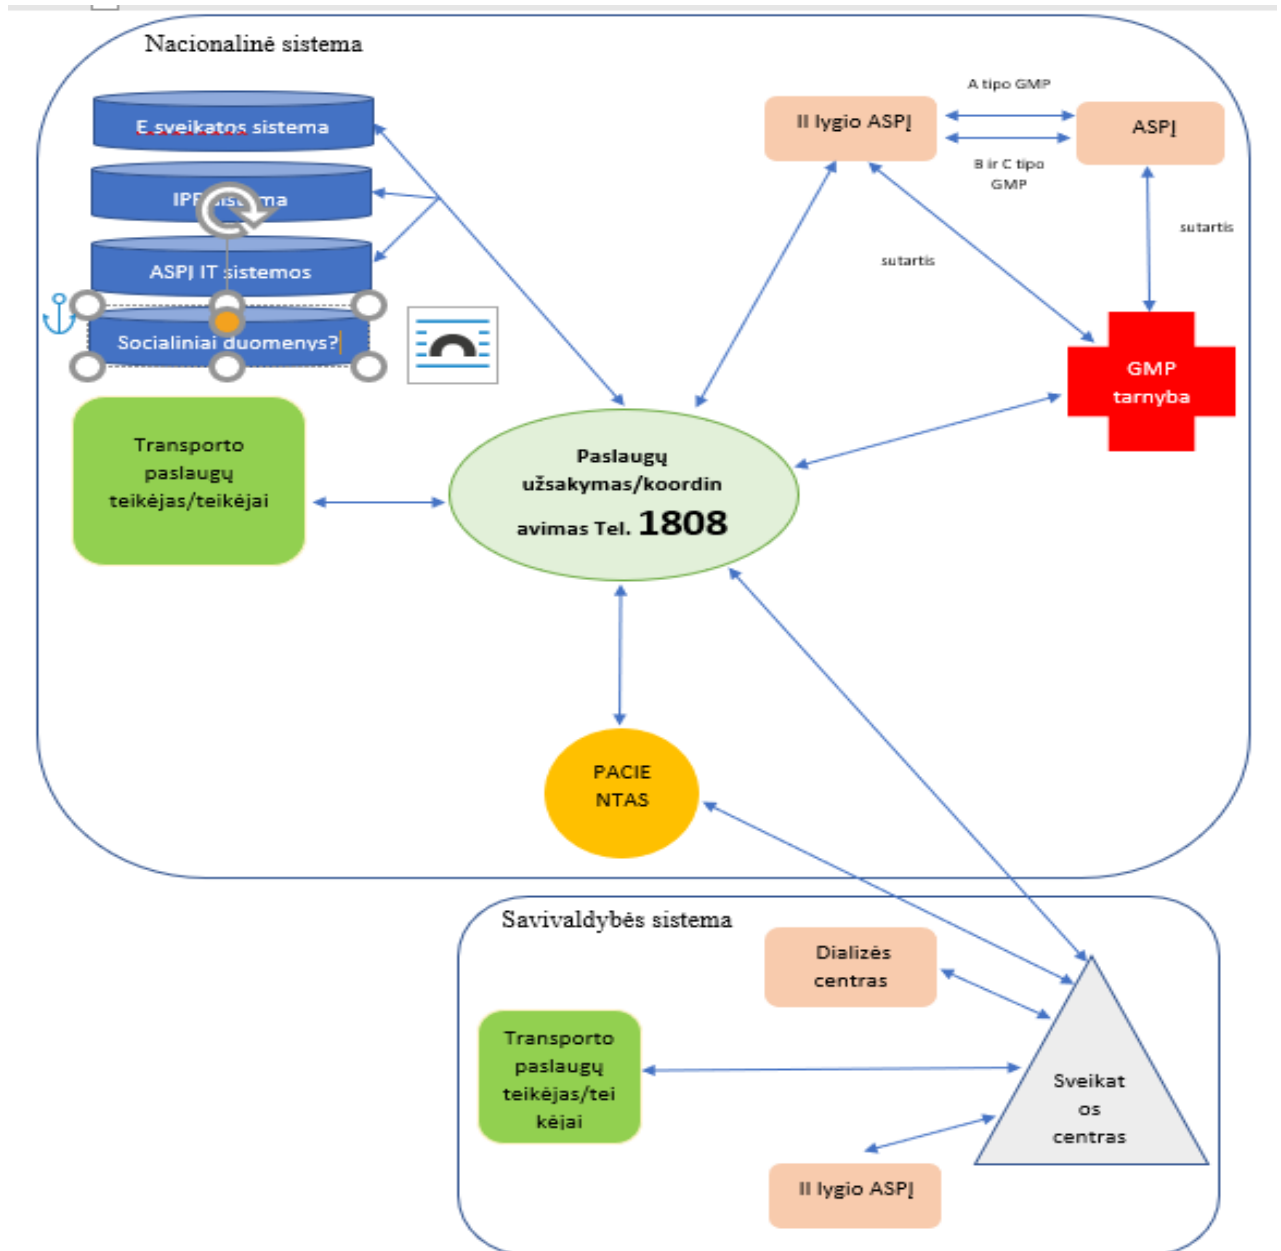 Nacionalinė sistema
E sveikatos sistema
sistema
ASPĮ IT sistemos
Socialiniai duomenys?
A tipo GMP
II lygio ASPĮ
ASPĮ
B ir C tipo
GMP
sutartis
sutartis
GMP
tarnyba
Transporto
paslaugų
teikėjas/teikėjai
Paslaugų
užsakymas/koordin
avimas Tel. 1808
PACIE
NTAS
Savivaldybės sistema
Dializės
centras
Transporto
paslaugų
teikėjas/tei
kėjai
Sveikat
os
centras
II lygio ASPĮ